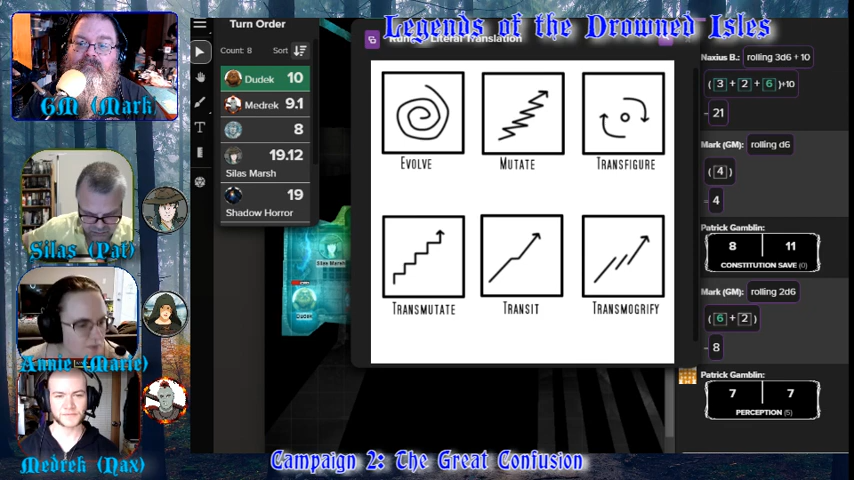 Legends of the Drowned Isles
GM (Mark)
Silas (Pat)
Annie (Marie)
Medrek (Nax)
Turn Order
Count: 8 Sort
Dudek 10
Medrek 9.1
8
19.12
Silas Marsh
19
Shadow Horror
Silas Marsh
Dudek
Literal Translation
EVOLVE
MUTATE
TRANSFIGURE
TRANSMUTATE
TRANSIT
TRANSMOGRIFY
Naxius B.: rolling 3d6 + 10
( 3 + 2 + 6 )+10
= 21
Mark (GM): rolling d6
( 4 )
= 4
Patrick Gamblin:
8 11
CONSTITUTION SAVE (0)
Mark (GM): rolling 2d6
( 6 + 2 )
= 8
Patrick Gamblin:
7 7
PERCEPTION (5)
Campaign 2: The Great Confusion